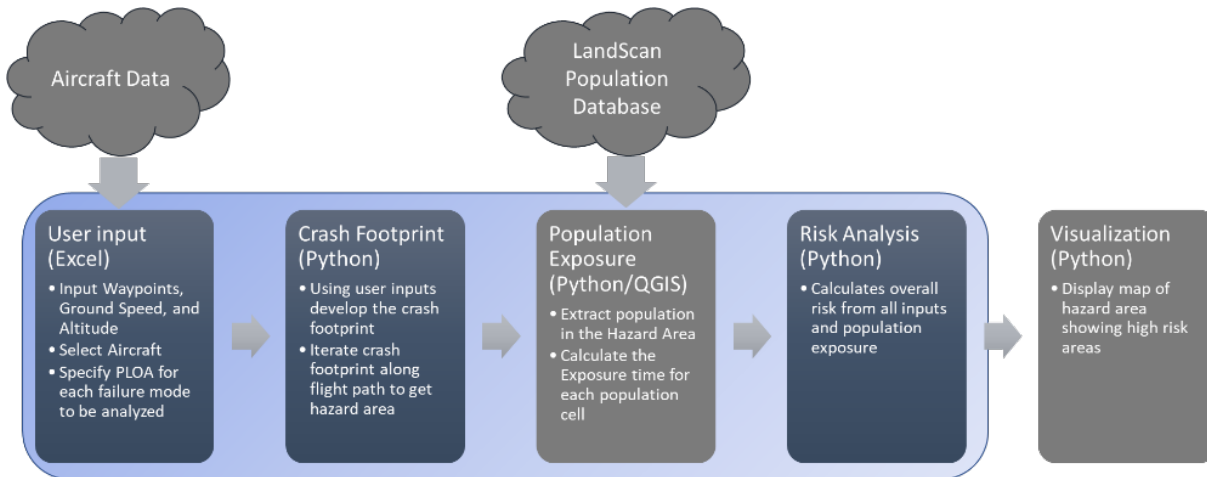 Aircraft Data
LandScan
Population
Database
User input
(Excel)
• Input Waypoints,
Ground Speed, and
Altitude
• Select Aircraft
• Specify PLOA for
each failure mode
to be analyzed
Crash Footprint
(Python)
• Using user inputs
develop the crash
footprint
• Iterate crash
footprint along
flight path to get
hazard area
Population
Exposure
(Python/QGIS)
• Extract population
in the Hazard Area
• Calculate the
Exposure time for
each population
cell
Risk Analysis
(Python)
• Calculates overall
risk from all inputs
and population
exposure
Visualization
(Python)
• Display map of
hazard area
showing high risk
areas